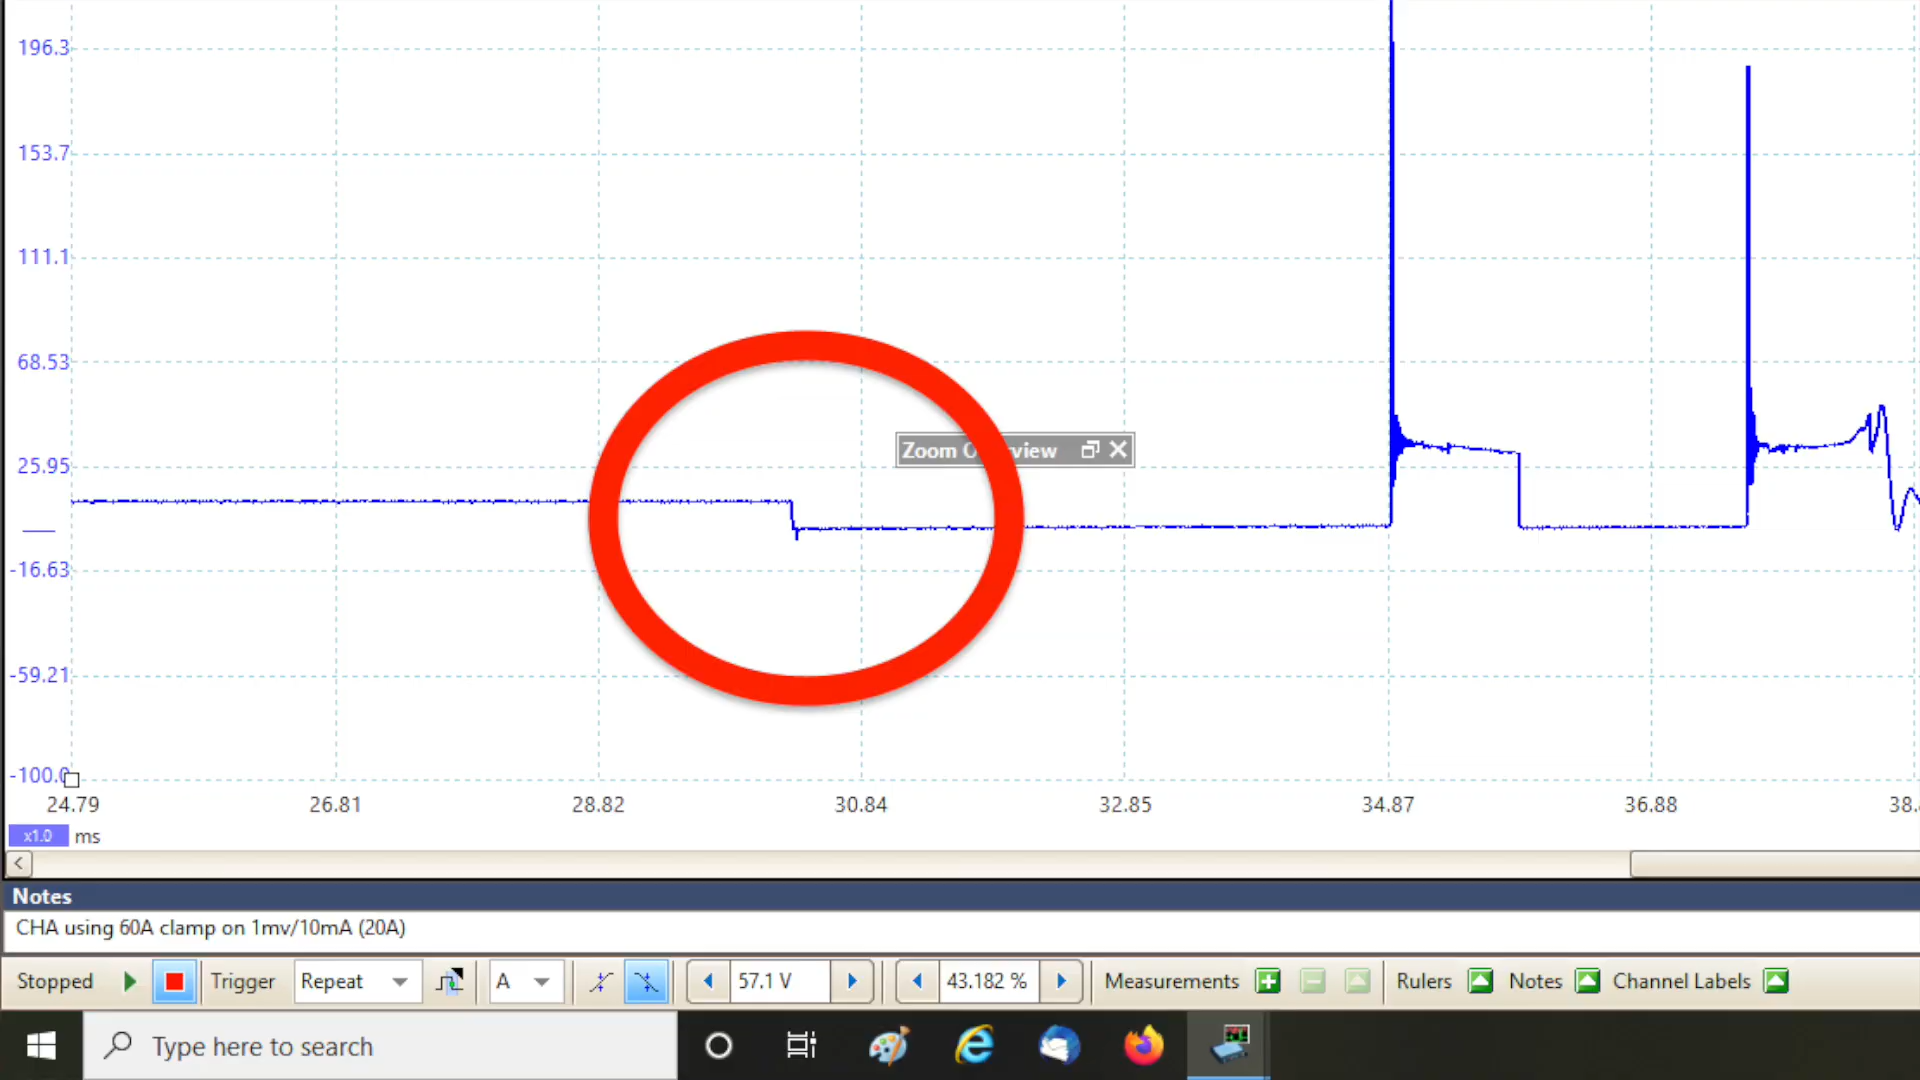 196.3
153.7
111.1
68.53
25.95
-16.63
-59.21
-100.0
Zoom O view
24.79 26.81 28.82 30.84 32.85 34.87 36.88 38.
x1.0 ms
Notes
CHA using 60A clamp on 1mv/10mA (20A)
Stopped Trigger Repeat A 57.1 V 43.182 % Measurements Rulers Notes Channel Labels
Type here to search